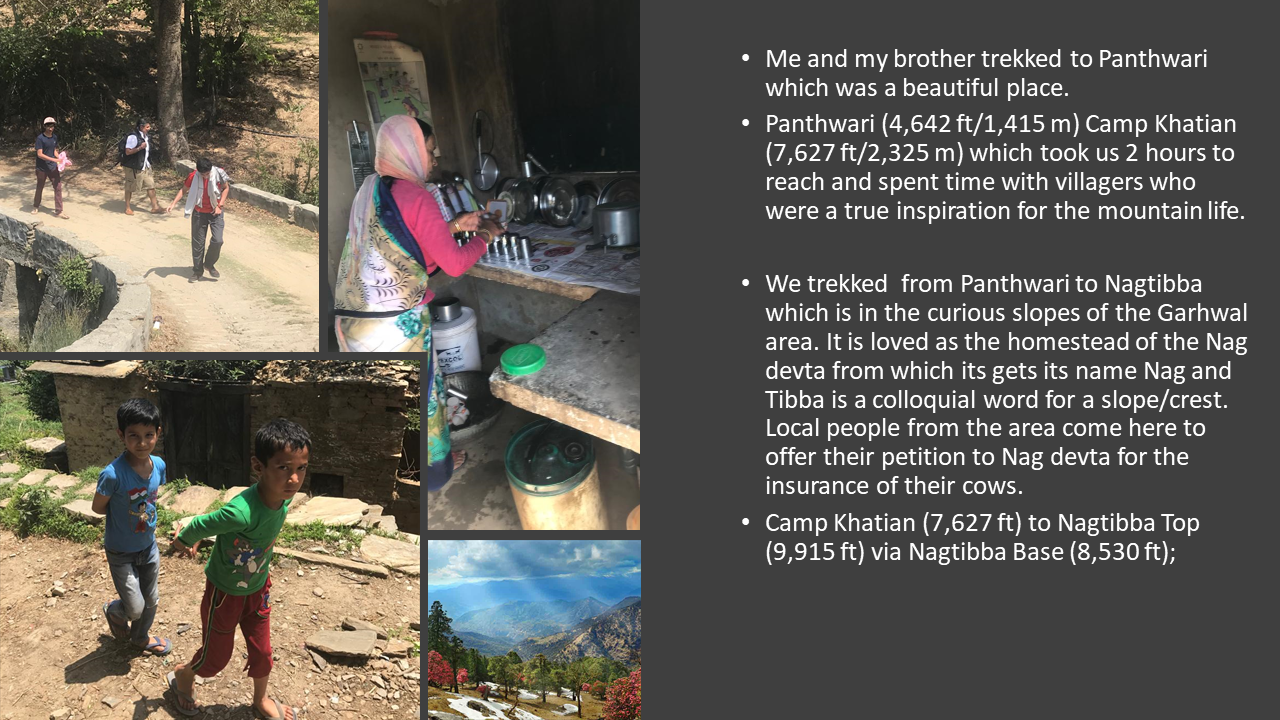 • Me and my brother trekked to Panthwari
which was a beautiful place.
• Panthwari (4,642 ft/1,415 m) Camp Khatian
(7,627 ft/2,325 m) which took us 2 hours to
reach and spent time with villagers who
were a true inspiration for the mountain life.
• We trekked  from Panthwari to Nagtibba
which is in the curious slopes of the Garhwal
area. It is loved as the homestead of the Nag
devta from which its gets its name Nag and
Tibba is a colloquial word for a slope/crest.
Local people from the area come here to
offer their petition to Nag devta for the
insurance of their cows.
• Camp Khatian (7,627 ft) to Nagtibba Top
(9,915 ft) via Nagtibba Base (8,530 ft);